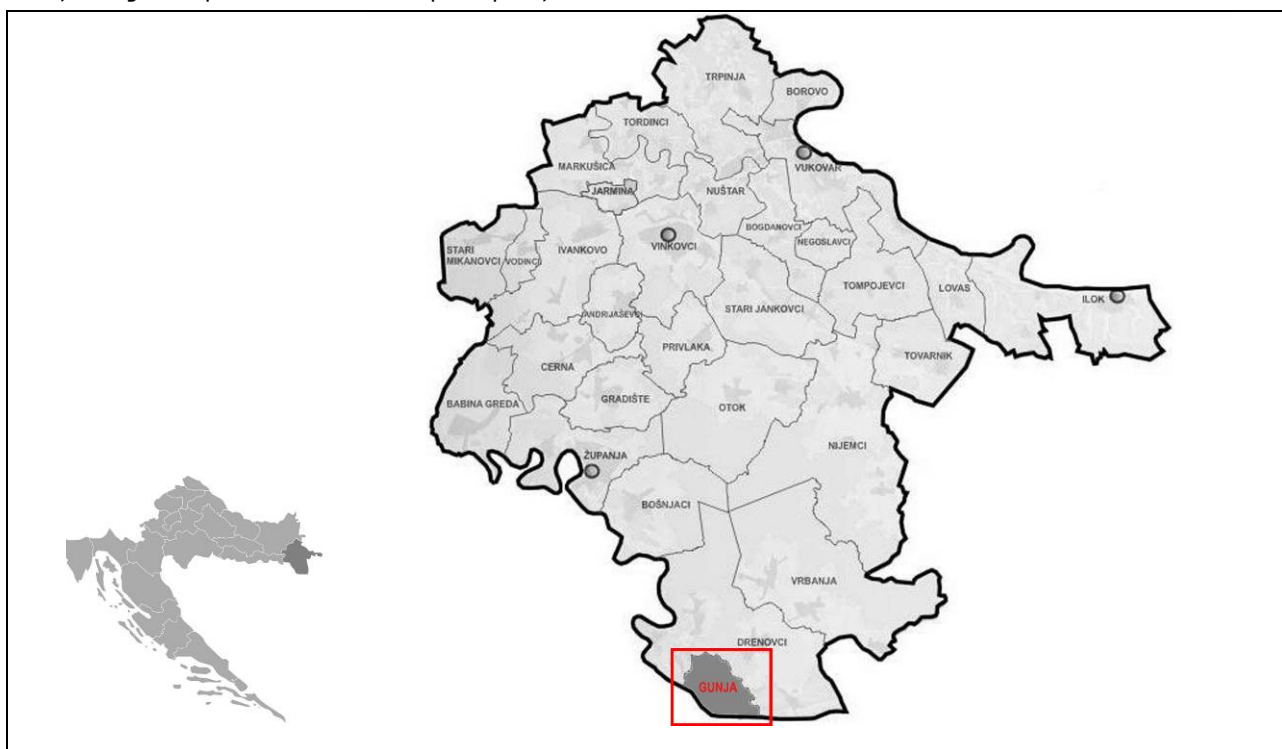 TRPINJA
BOROVO
TORDINCI
VUKOVAR
MARKUŠICA
JARMINA
NUŠTAR
BOGDANOVCI
NEGOSLAVCI
STARI
MIKANOVCI
VODINCI
IVANKOVO
VINKOVCI
TOMPOJEVCI
LOVAS
ILOK
ANDRIJAŠEVCI
STARI JANKOVCI
PRIVLAKA
TOVARNIK
CERNA
GRADIŠTE
BABINA GREDA
OTOK
NIJEMCI
ŽUPANJA
BOŠNJACI
VRBANJA
DRENOVCI
GUNJA